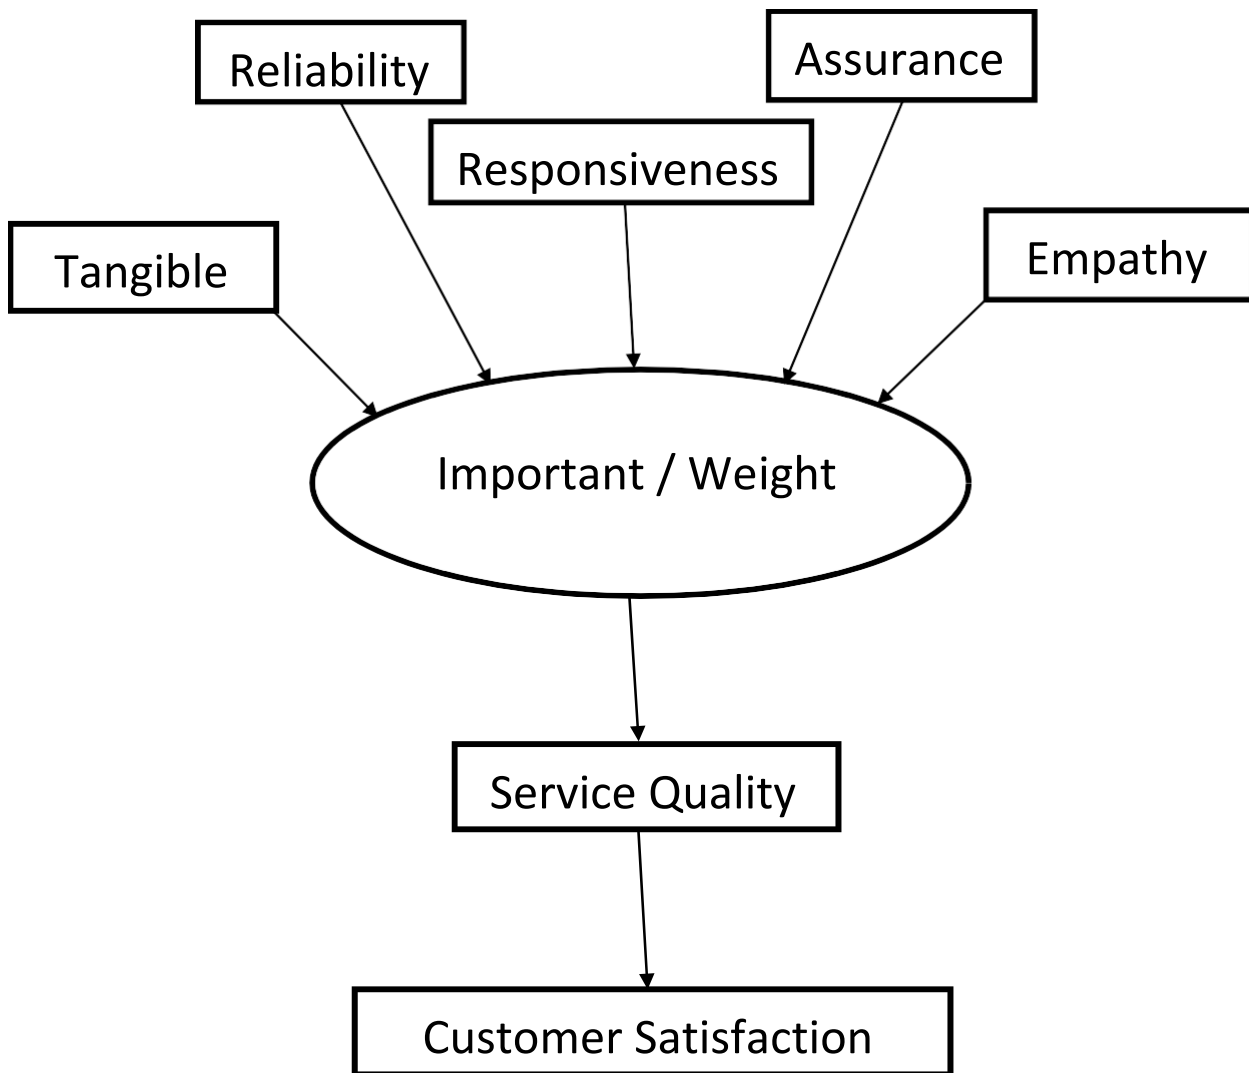 Reliability
Assurance
Responsiveness
Tangible
Empathy
Important / Weight
Service Quality
Customer Satisfaction